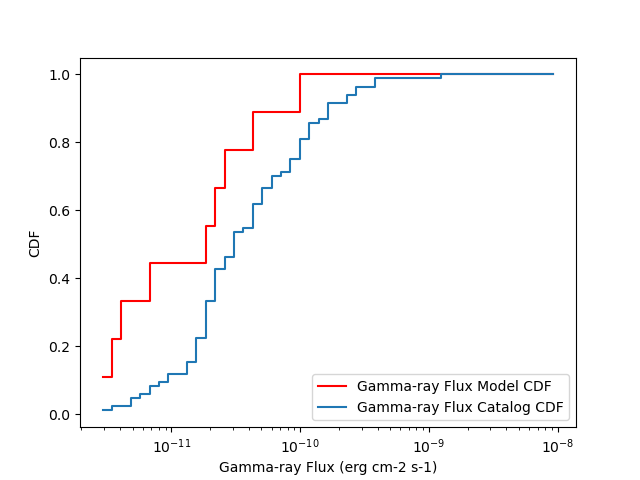 1.0
0.8
0.6
0.4
0.2
0.0
CDF
10⁻¹¹
10⁻¹⁰
10⁻⁹
10⁻⁸
Gamma-ray Flux (erg cm-2 s-1)
Gamma-ray Flux Model CDF
Gamma-ray Flux Catalog CDF